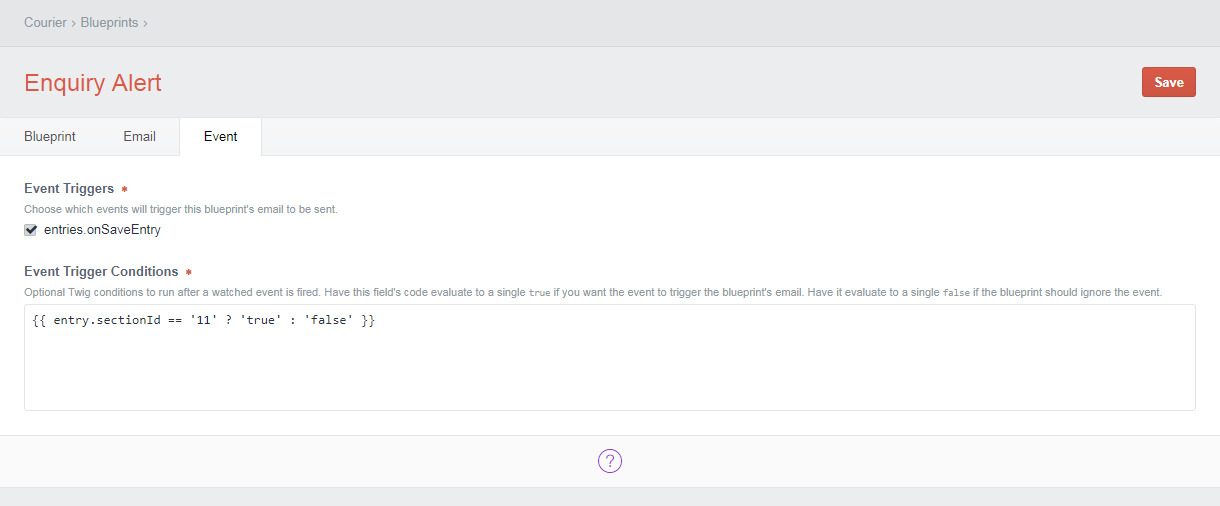 Courier › Blueprints ›
Enquiry Alert
Save
Blueprint Email Event
Event Triggers *
Choose which events will trigger this blueprint's email to be sent.
entries.onSaveEntry
Event Trigger Conditions *
Optional Twig conditions to run after a watched event is fired. Have this field's code evaluate to a single true if you want the event to trigger the blueprint's email. Have it evaluate to a single false if the blueprint should ignore the event.
{{ entry.sectionId == '11' ? 'true' : 'false' }}
?